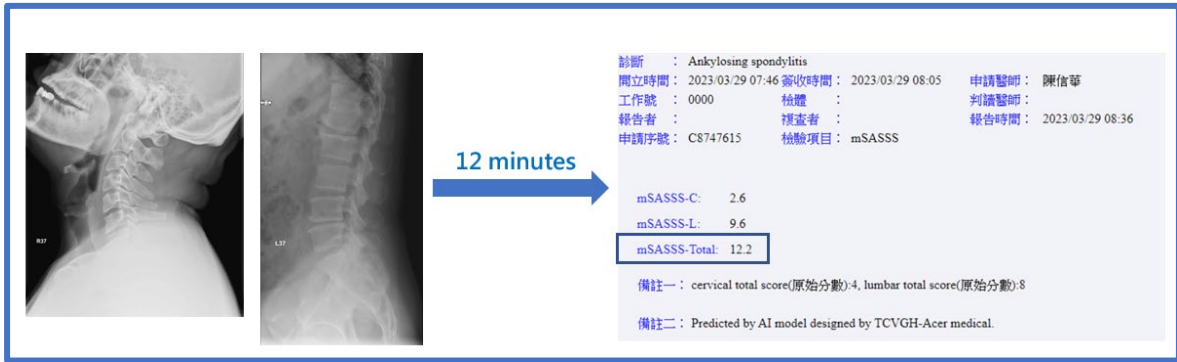 R37
L37
12 minutes
診斷 : Ankylosing spondylitis
開立時間: 2023/03/29 07:46 簽收時間: 2023/03/29 08:05 申請醫師: 陳信華
工作號 : 0000 檢體 : 判讀醫師:
報告者 : 複查者 : 報告時間: 2023/03/29 08:36
申請序號: C8747615 檢驗項目: mSASSS
mSASSS-C: 2.6
mSASSS-L: 9.6
mSASSS-Total: 12.2
備註一: cervical total score(原始分數):4, lumbar total score(原始分數):8
備註二: Predicted by AI model designed by TCVGH-Acer medical.